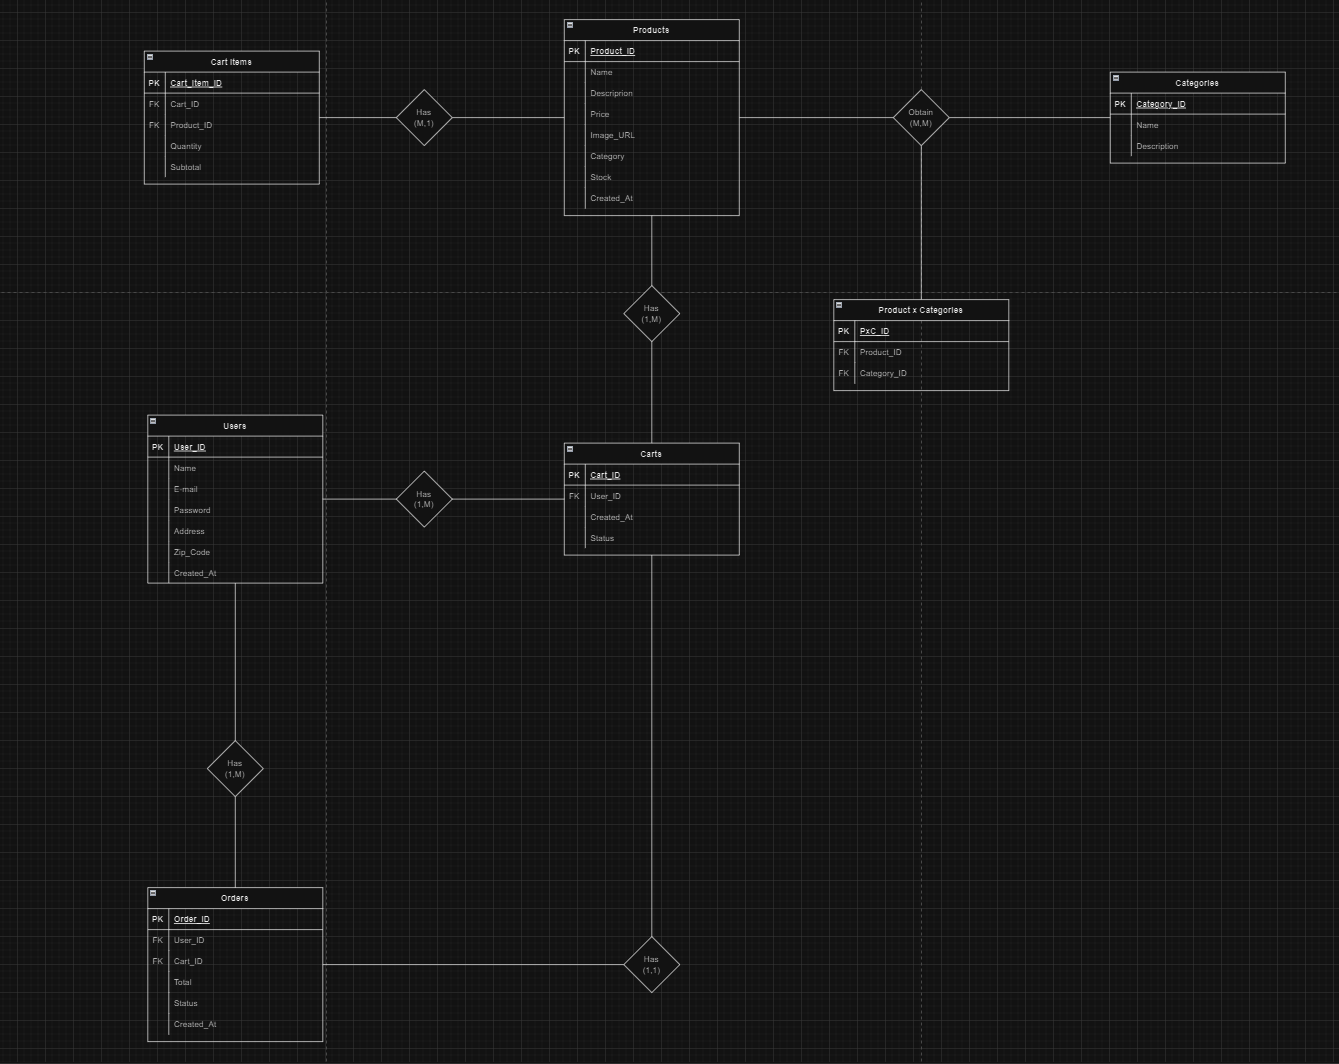 Products
PK Product_ID
Name
Descriprion
Price
Image_URL
Category
Stock
Created_At
Cart Items
PK Cart_Item_ID
FK Cart_ID
FK Product_ID
Quantity
Subtotal
Has
(M,1)
Obtain
(M,M)
Categories
PK Category_ID
Name
Description
Has
(1,M)
Product x Categories
PK PxC_ID
FK Product_ID
FK Category_ID
Users
PK User_ID
Name
E-mail
Password
Address
Zip_Code
Created_At
Has
(1,M)
Carts
PK Cart_ID
FK User_ID
Created_At
Status
Has
(1,M)
Orders
PK Order_ID
FK User_ID
FK Cart_ID
Total
Status
Created_At
Has
(1,1)